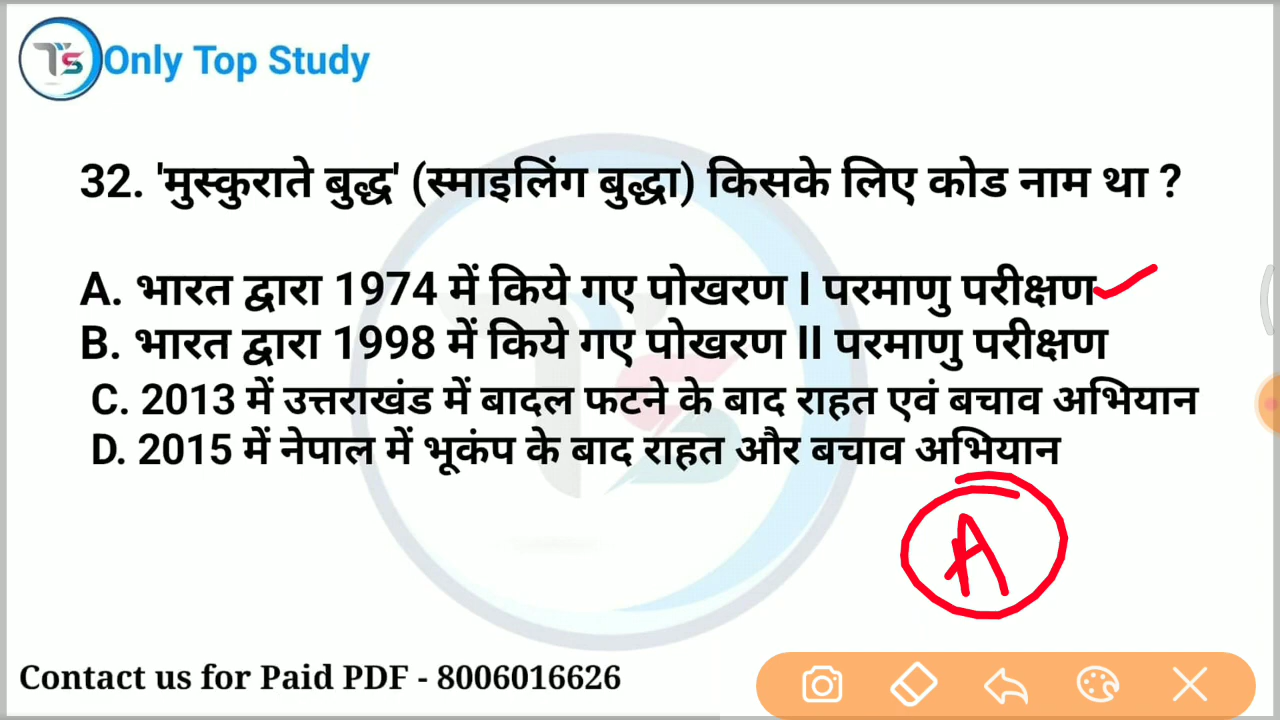 TS Only Top Study
32. 'मुस्कुराते बुद्ध' (स्माइलिंग बुद्धा) किसके लिए कोड नाम था ?
A. भारत द्वारा 1974 में किये गए पोखरण I परमाणु परीक्षण
B. भारत द्वारा 1998 में किये गए पोखरण II परमाणु परीक्षण
C. 2013 में उत्तराखंड में बादल फटने के बाद राहत एवं बचाव अभियान
D. 2015 में नेपाल में भूकंप के बाद राहत और बचाव अभियान
A
Contact us for Paid PDF - 8006016626